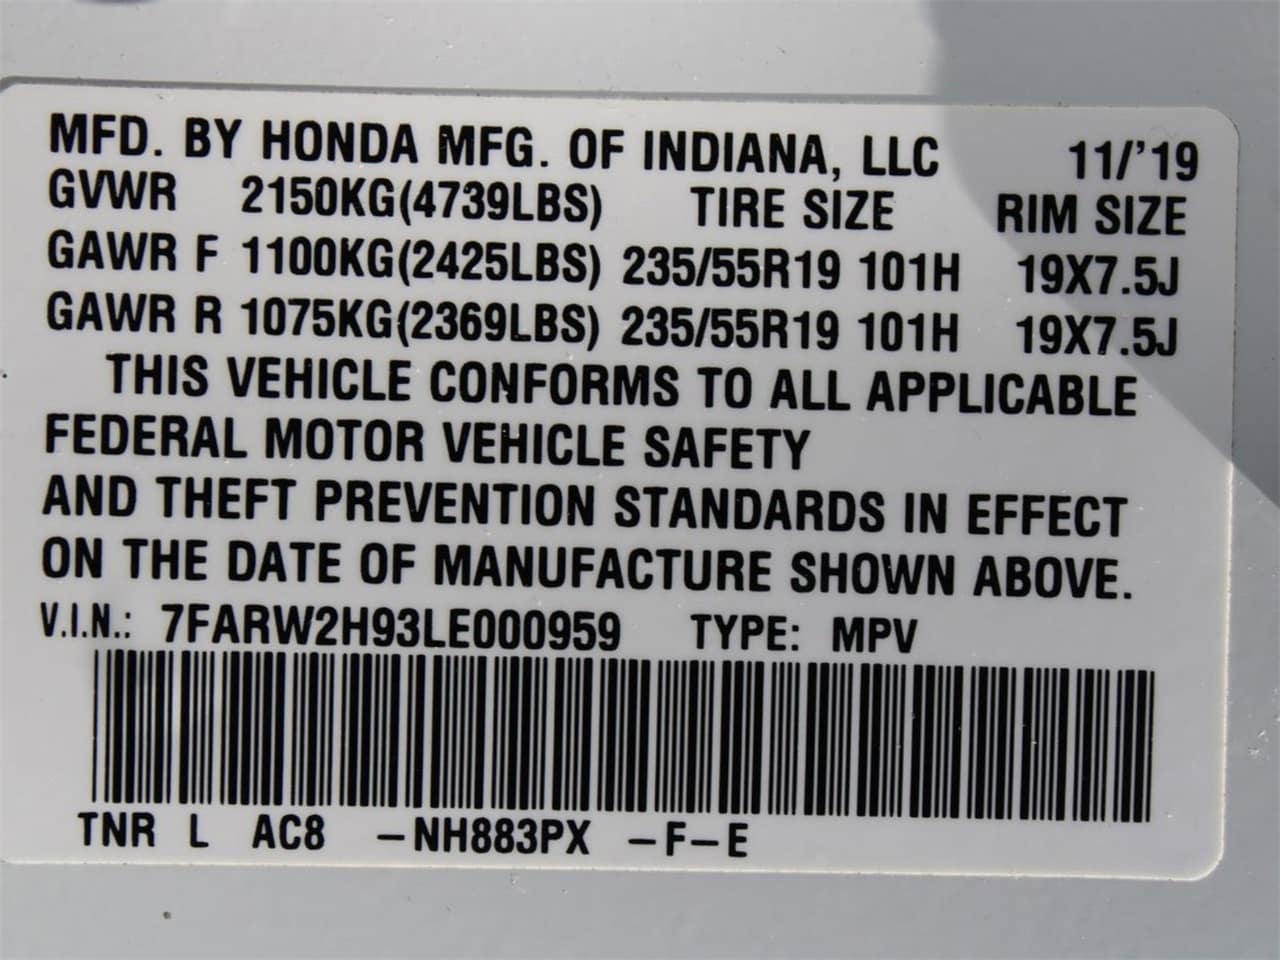 MFD. BY HONDA MFG. OF INDIANA, LLC 11/'19
GVWR 2150KG(4739LBS) TIRE SIZE RIM SIZE
GAWR F 1100KG(2425LBS) 235/55R19 101H 19X7.5J
GAWR R 1075KG(2369LBS) 235/55R19 101H 19X7.5J
THIS VEHICLE CONFORMS TO ALL APPLICABLE
FEDERAL MOTOR VEHICLE SAFETY
AND THEFT PREVENTION STANDARDS IN EFFECT
ON THE DATE OF MANUFACTURE SHOWN ABOVE.
V.I.N.: 7FARW2H93LE000959 TYPE: MPV
TNR L AC8 -NH883PX -F-E